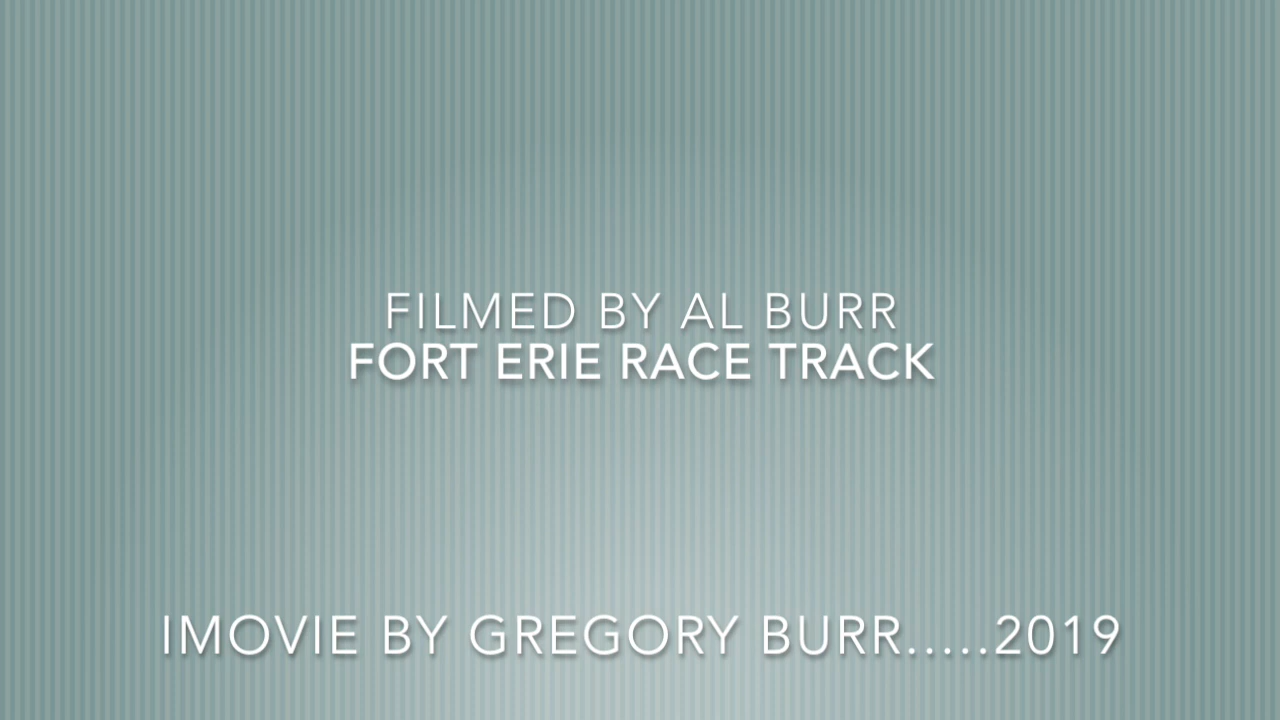 FILMED BY AL BURR
FORT ERIE RACE TRACK
IMOVIE BY GREGORY BURR.....2019